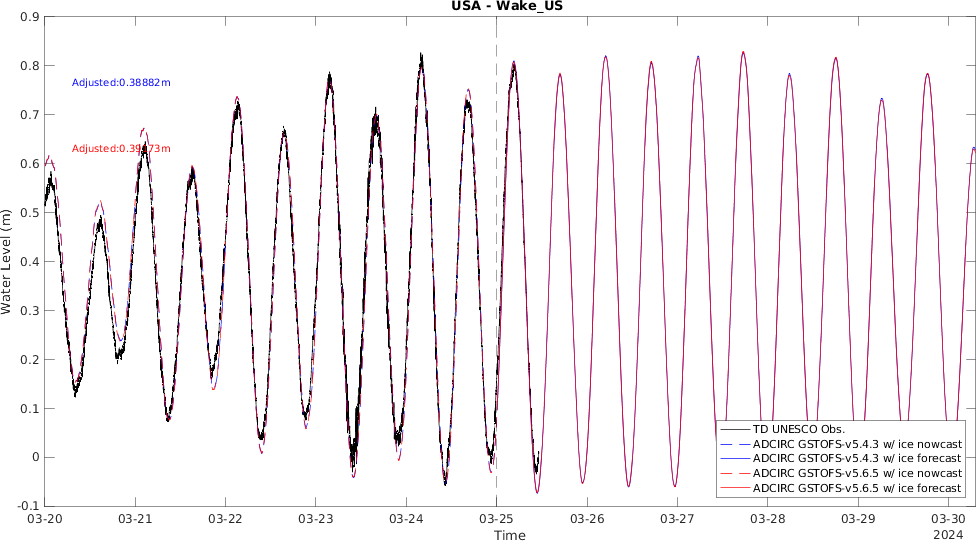 USA - Wake_US
0.9
0.8
0.7
0.6
0.5
0.4
0.3
0.2
0.1
0
-0.1
Water Level (m)
Adjusted:0.38882m
TD UNESCO Obs.
ADCIRC GSTOFS-v5.4.3 w/ ice nowcast
ADCIRC GSTOFS-v5.4.3 w/ ice forecast
ADCIRC GSTOFS-v5.6.5 w/ ice nowcast
ADCIRC GSTOFS-v5.6.5 w/ ice forecast
03-20 03-21 03-22 03-23 03-24 03-25 03-26 03-27 03-28 03-29 03-30
Time
2024